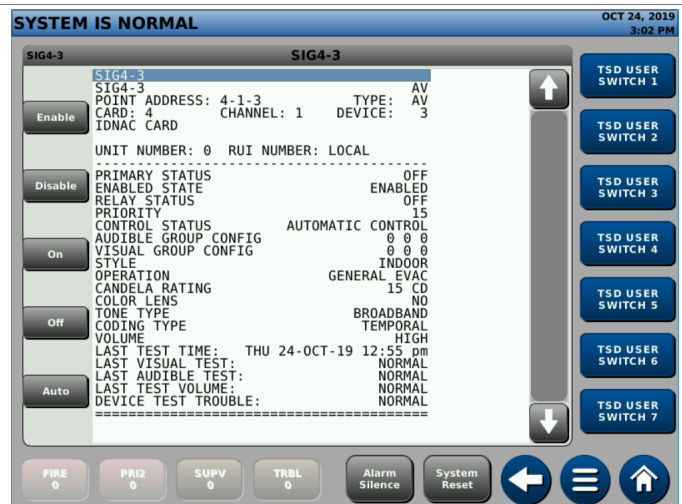 SYSTEM IS NORMAL
OCT 24, 2019
3:02 PM
SIG4-3
SIG4-3
SIG4-3
SIG4-3 AV
POINT ADDRESS: 4-1-3 TYPE: AV
CARD: 4 CHANNEL: 1 DEVICE: 3
IDNAC CARD
UNIT NUMBER: 0 RUI NUMBER: LOCAL
----------------------------------------
PRIMARY STATUS OFF
ENABLED STATE ENABLED
RELAY STATUS OFF
PRIORITY 15
CONTROL STATUS AUTOMATIC CONTROL
AUDIBLE GROUP CONFIG 0 0 0
VISUAL GROUP CONFIG 0 0 0
STYLE INDOOR
OPERATION GENERAL EVAC
CANDELA RATING 15 CD
COLOR LENS NO
TONE TYPE BROADBAND
CODING TYPE TEMPORAL
VOLUME HIGH
LAST TEST TIME: THU 24-OCT-19 12:55 pm
LAST VISUAL TEST: NORMAL
LAST AUDIBLE TEST: NORMAL
LAST TEST VOLUME: NORMAL
DEVICE TEST TROUBLE: NORMAL
========================================
Enable
Disable
On
Off
Auto
TSD USER
SWITCH 1
TSD USER
SWITCH 2
TSD USER
SWITCH 3
TSD USER
SWITCH 4
TSD USER
SWITCH 5
TSD USER
SWITCH 6
TSD USER
SWITCH 7
FIRE
0
PRI2
0
SUPV
0
TRBL
0
Alarm
Silence
System
Reset